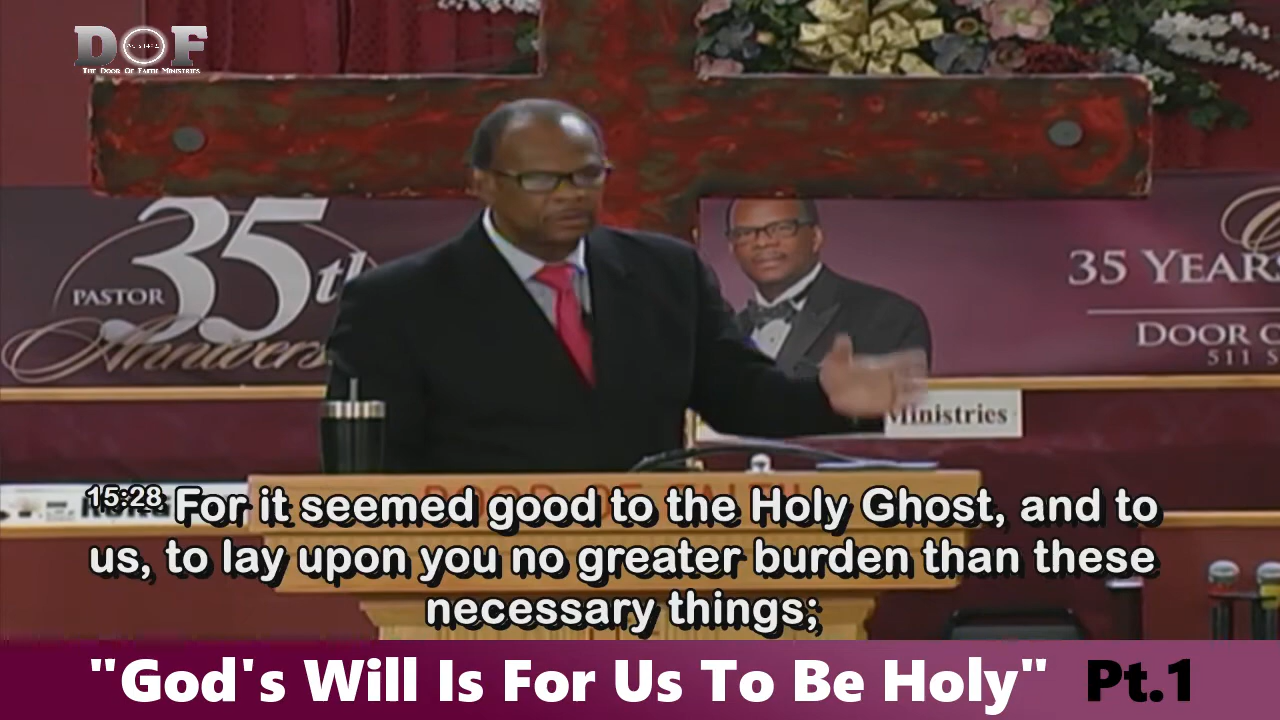 DOF
THE DOOR OF FAITH MINISTRIES
35th
PASTOR
35 YEARS
DOOR
511 S
Ministries
15:28 For it seemed good to the Holy Ghost, and to
us, to lay upon you no greater burden than these
necessary things;
"God's Will Is For Us To Be Holy" Pt.1